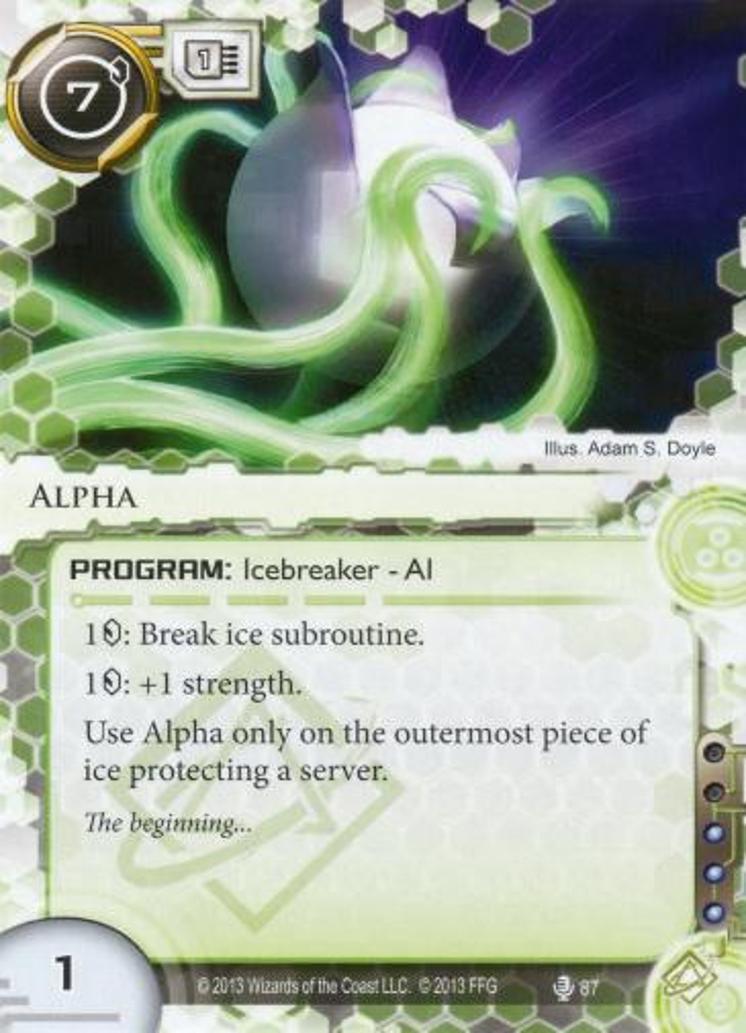 7
1
Illus. Adam S. Doyle
ALPHA
PROGRAM: Icebreaker - AI
1: Break ice subroutine.
1: +1 strength.
Use Alpha only on the outermost piece of
ice protecting a server.
The beginning...
1
© 2013 Wizards of the Coast LLC. © 2013 FFG
87